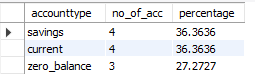 accounttype no_of_acc percentage
savings 4 36.3636
current 4 36.3636
zero_balance 3 27.2727